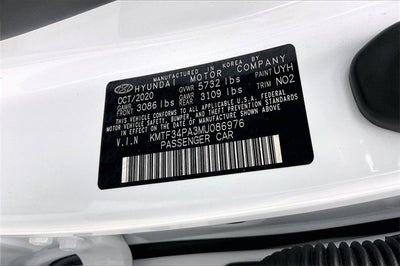 MANUFACTURED IN KOREA BY
HYUNDAI MOTOR COMPANY
OCT/2020 GVWR 5732 lbs PAINT UYH
GAWR FRONT 3086 lbs GAWR REAR 3109 lbs TRIM NO2
THIS VEHICLE CONFORMS TO ALL APPLICABLE U.S.A. FEDERAL
MOTOR VEHICLE SAFETY, BUMPER, AND THEFT PREVENTION
STANDARDS IN EFFECT ON THE DATE OF MANUFACTURE SHOWN ABOVE.
V.I.N KMTF34PA3MU086976
PASSENGER CAR